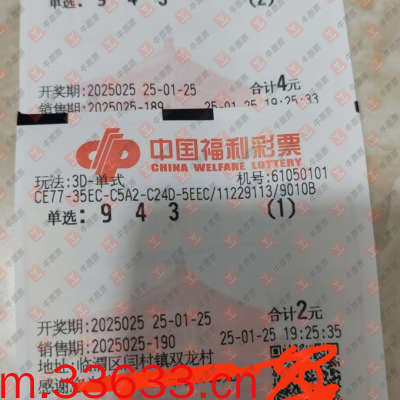 单选: 9 4 3 (2)
开奖期:2025025 25-01-25 合计4元
销售期:2025025-189 25-01-25 19:25:33
中国福利彩票
CHINA WELFARE LOTTERY
玩法:3D-单式 机号:61050101
CE77-35EC-C5A2-C24D-5EEC/11229113/9010B
单选: 9 4 3 (1)
开奖期:2025025 25-01-25 合计2元
销售期:2025025-190 25-01-25 19:25:35
地址:临渭区闫村镇双龙村
感谢
m.33633.cn